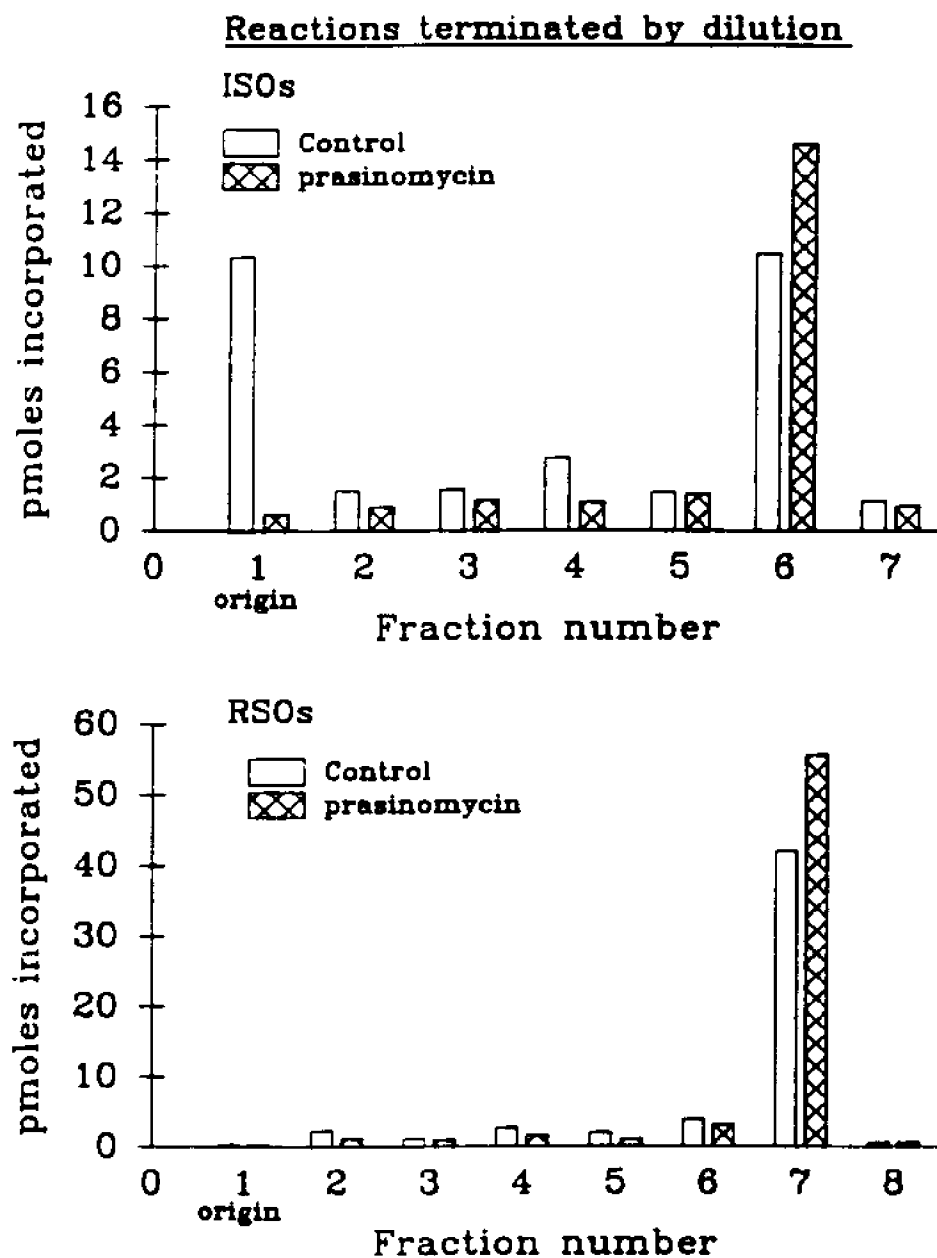 Reactions terminated by dilution
ISOs
Control
prasinomycin
pmoles incorporated
16
14
12
10
8
6
4
2
0
0 1 2 3 4 5 6 7
origin
Fraction number
RSOs
Control
prasinomycin
pmoles incorporated
60
50
40
30
20
10
0
0 1 2 3 4 5 6 7 8
origin
Fraction number